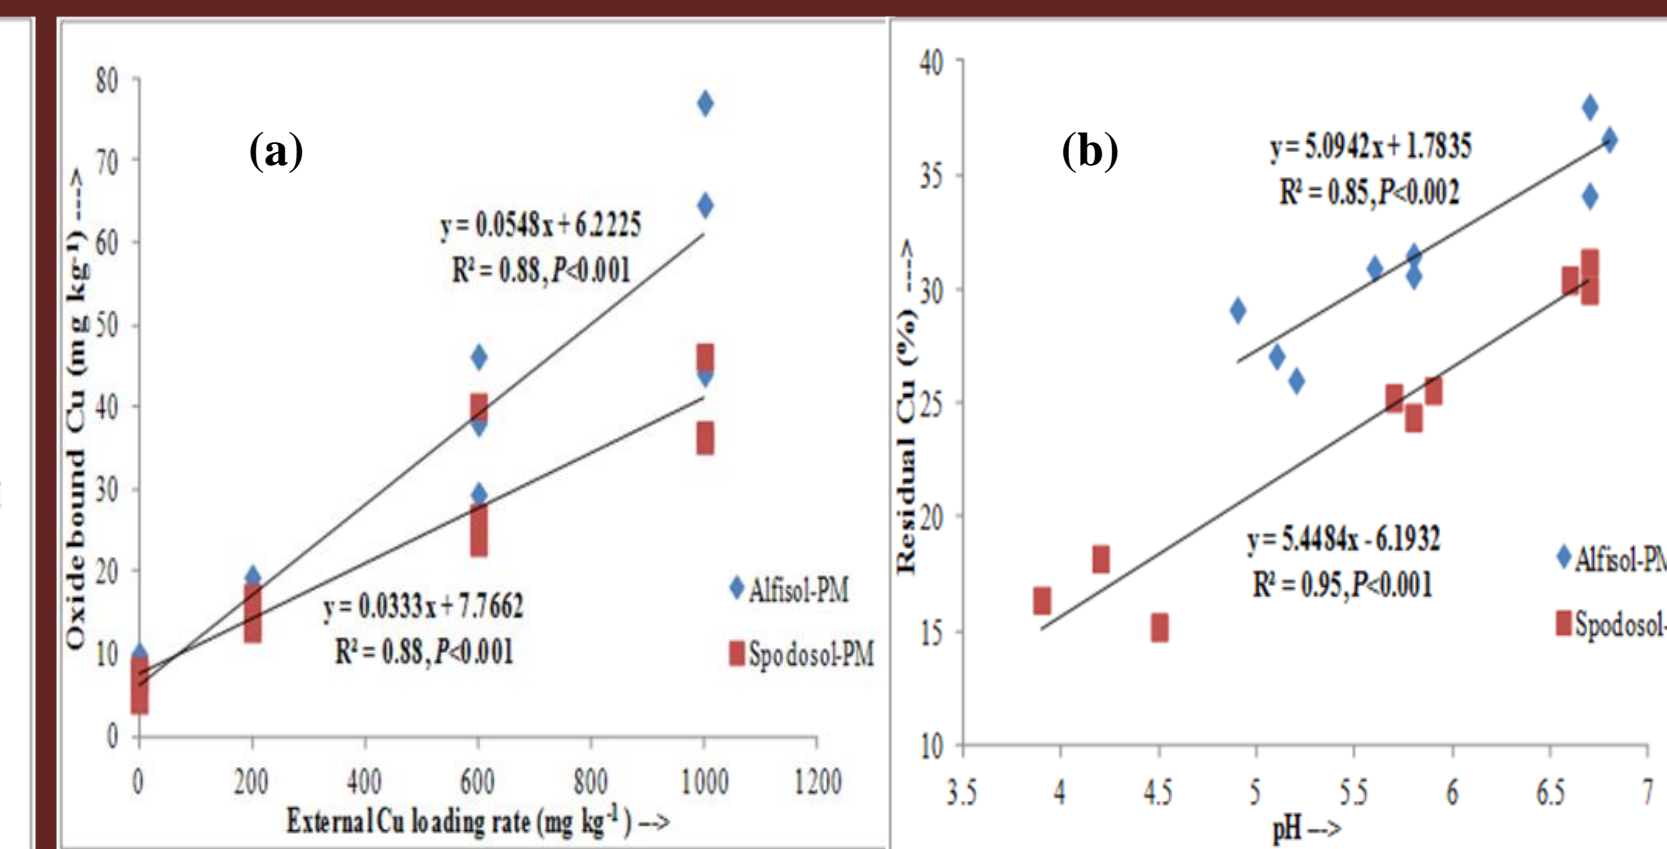 (a)
80
70
60
50
40
30
20
10
0
Oxide bound Cu (mg kg⁻¹) ---->
y = 0.0548x + 6.2225
R² = 0.88, P<0.001
y = 0.0333x + 7.7662
R² = 0.88, P<0.001
Alfisol-PM
Spodosol-PM
0 200 400 600 800 1000 1200
External Cu loading rate (mg kg⁻¹) -->
(b)
40
35
30
25
20
15
10
Residual Cu (%) ---->
y = 5.0942x + 1.7835
R² = 0.85, P<0.002
y = 5.4484x - 6.1932
R² = 0.95, P<0.001
Alfisol-PM
Spodosol-
3.5 4 4.5 5 5.5 6 6.5 7
pH -->